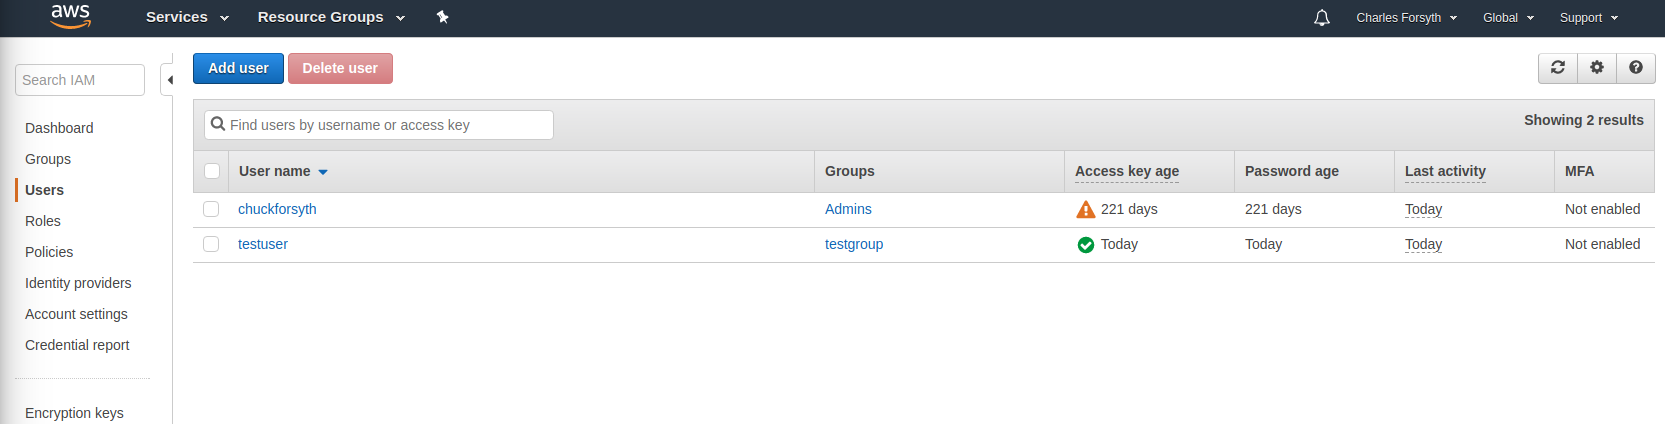 aws Services Resource Groups Charles Forsyth Global Support
Search IAM
Dashboard
Groups
Users
Roles
Policies
Identity providers
Account settings
Credential report
Encryption keys
Add user Delete user
Find users by username or access key Showing 2 results
User name Groups Access key age Password age Last activity MFA
chuckforsyth Admins 221 days 221 days Today Not enabled
testuser testgroup Today Today Today Not enabled